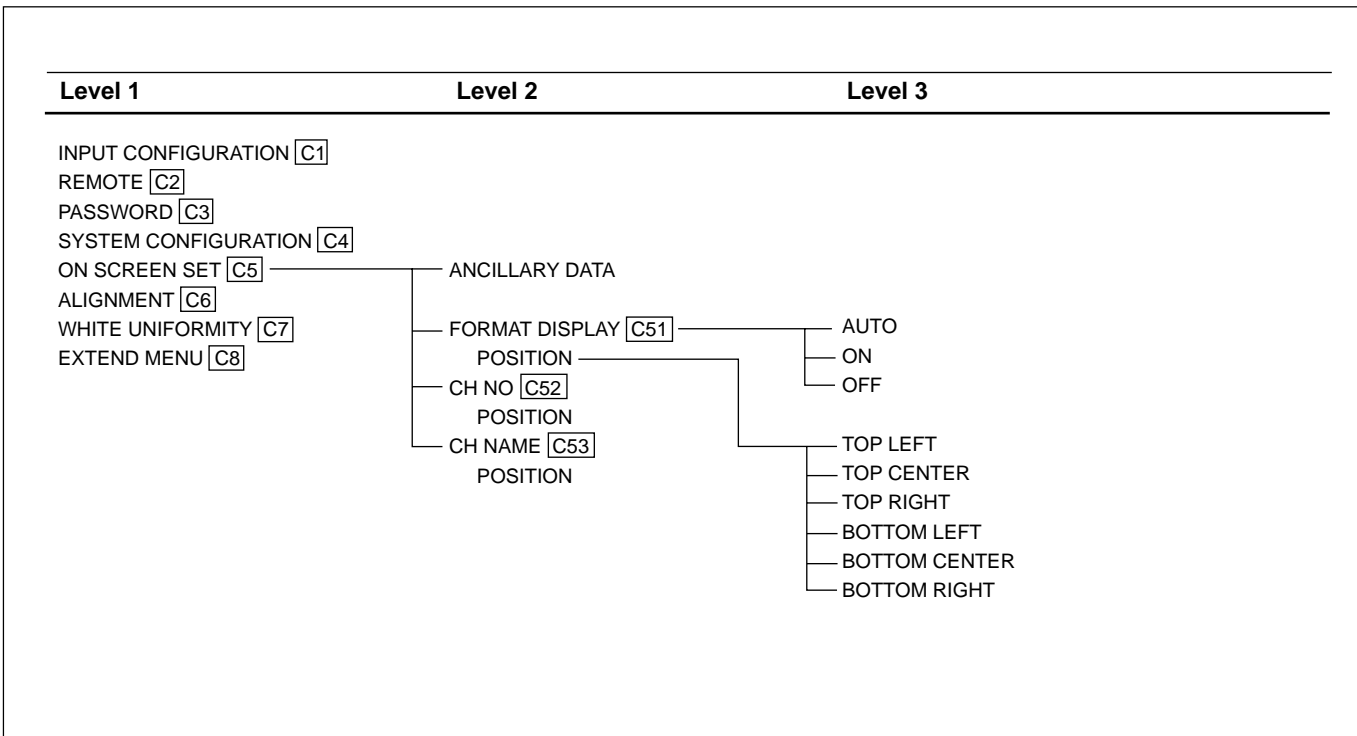 Level 1 Level 2 Level 3
INPUT CONFIGURATION C1
REMOTE C2
PASSWORD C3
SYSTEM CONFIGURATION C4
ON SCREEN SET C5 ANCILLARY DATA
ALIGNMENT C6
WHITE UNIFORMITY C7 FORMAT DISPLAY C51 AUTO
EXTEND MENU C8 POSITION ON
CH NO C52 OFF
POSITION
CH NAME C53 TOP LEFT
POSITION TOP CENTER
TOP RIGHT
BOTTOM LEFT
BOTTOM CENTER
BOTTOM RIGHT